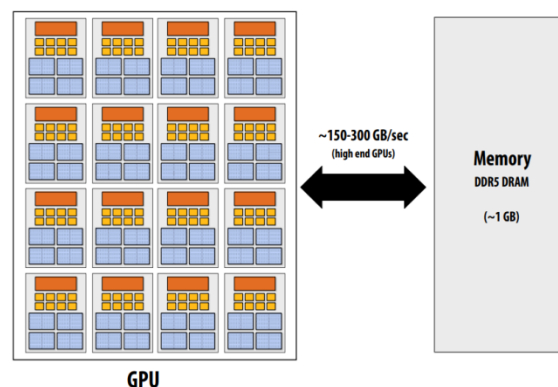 ~150-300 GB/sec
(high end GPUs)
Memory
DDR5 DRAM
(~1 GB)
GPU